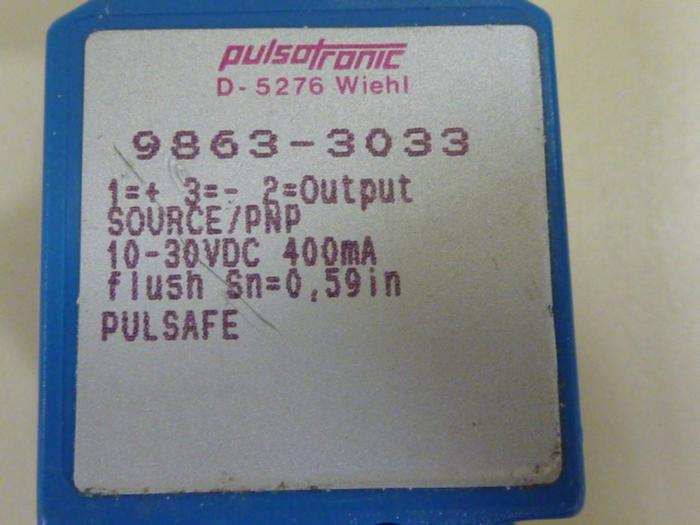 pulsotronic
D-5276 Wiehl
9863-3033
1=+ 3=- 2=Output
SOURCE/PNP
10-30VDC 400mA
flush Sn=0,59in
PULSAFE